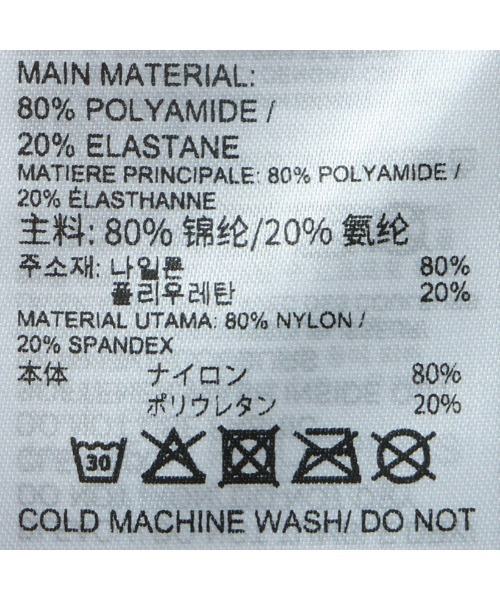 MAIN MATERIAL:
80% POLYAMIDE /
20% ELASTANE
MATIERE PRINCIPALE: 80% POLYAMIDE /
20% ÉLASTHANNE
主料: 80% 锦纶/20% 氨纶
주소재: 나일론 80%
폴리우레탄 20%
MATERIAL UTAMA: 80% NYLON /
20% SPANDEX
本体 ナイロン 80%
ポリウレタン 20%
30
COLD MACHINE WASH/ DO NOT